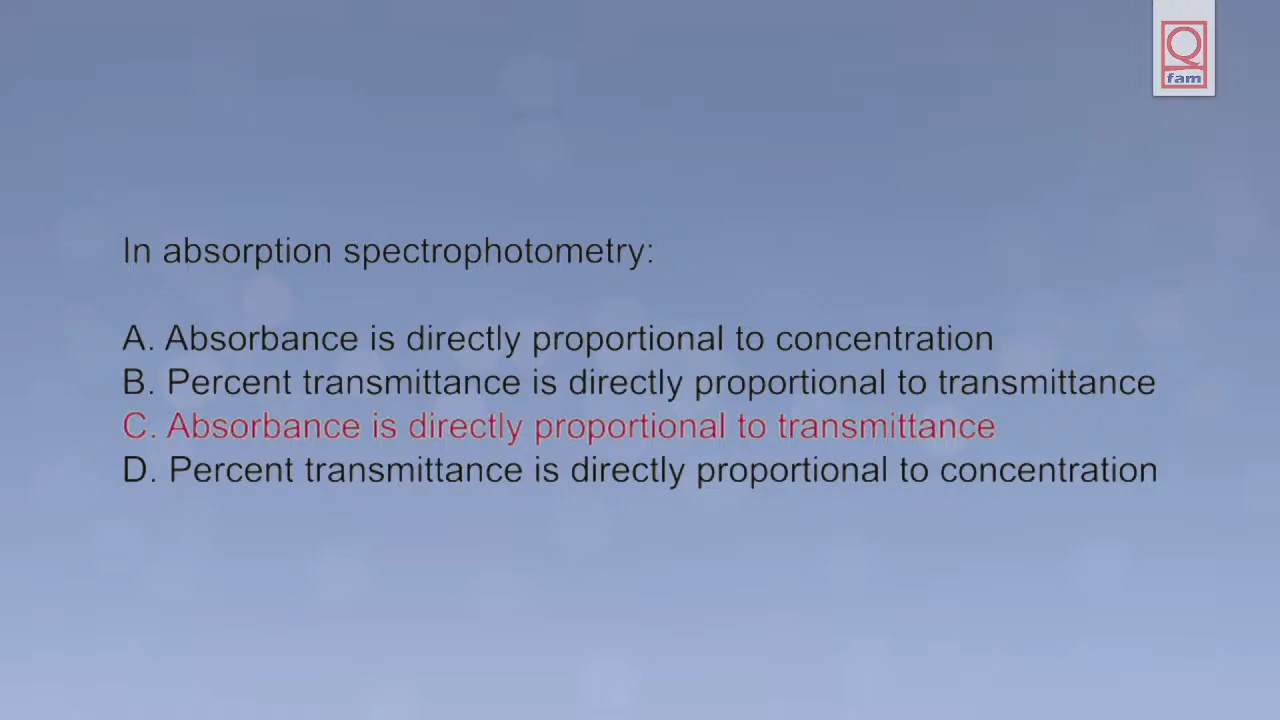 Q
fam
In absorption spectrophotometry:
A. Absorbance is directly proportional to concentration
B. Percent transmittance is directly proportional to transmittance
C. Absorbance is directly proportional to transmittance
D. Percent transmittance is directly proportional to concentration